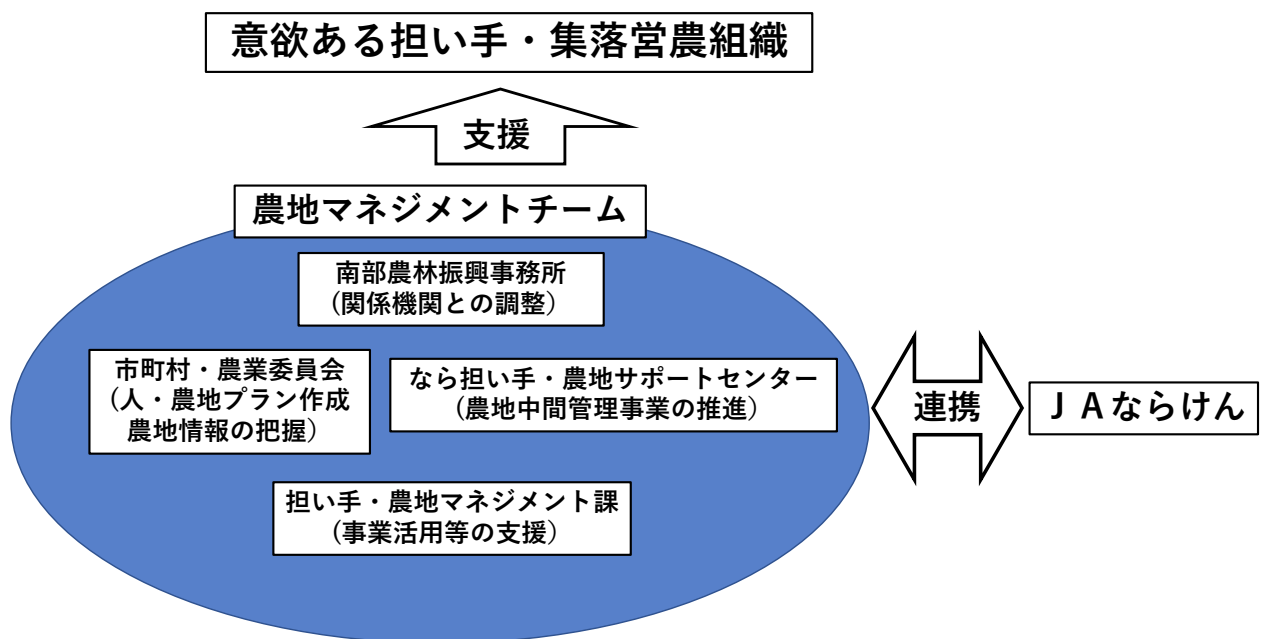 意欲ある担い手・集落営農組織
支援
農地マネジメントチーム
南部農林振興事務所
(関係機関との調整)
市町村・農業委員会
(人・農地プラン作成
農地情報の把握)
なら担い手・農地サポートセンター
(農地中間管理事業の推進)
担い手・農地マネジメント課
(事業活用等の支援)
連携
ＪＡならけん